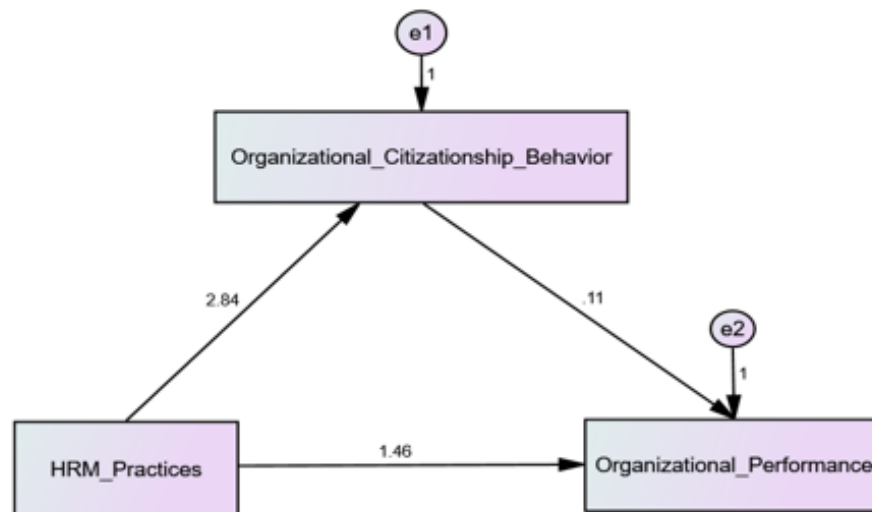 e1
1
Organizational_Citizationship_Behavior
2.84
.11
e2
1
HRM_Practices
1.46
Organizational_Performance